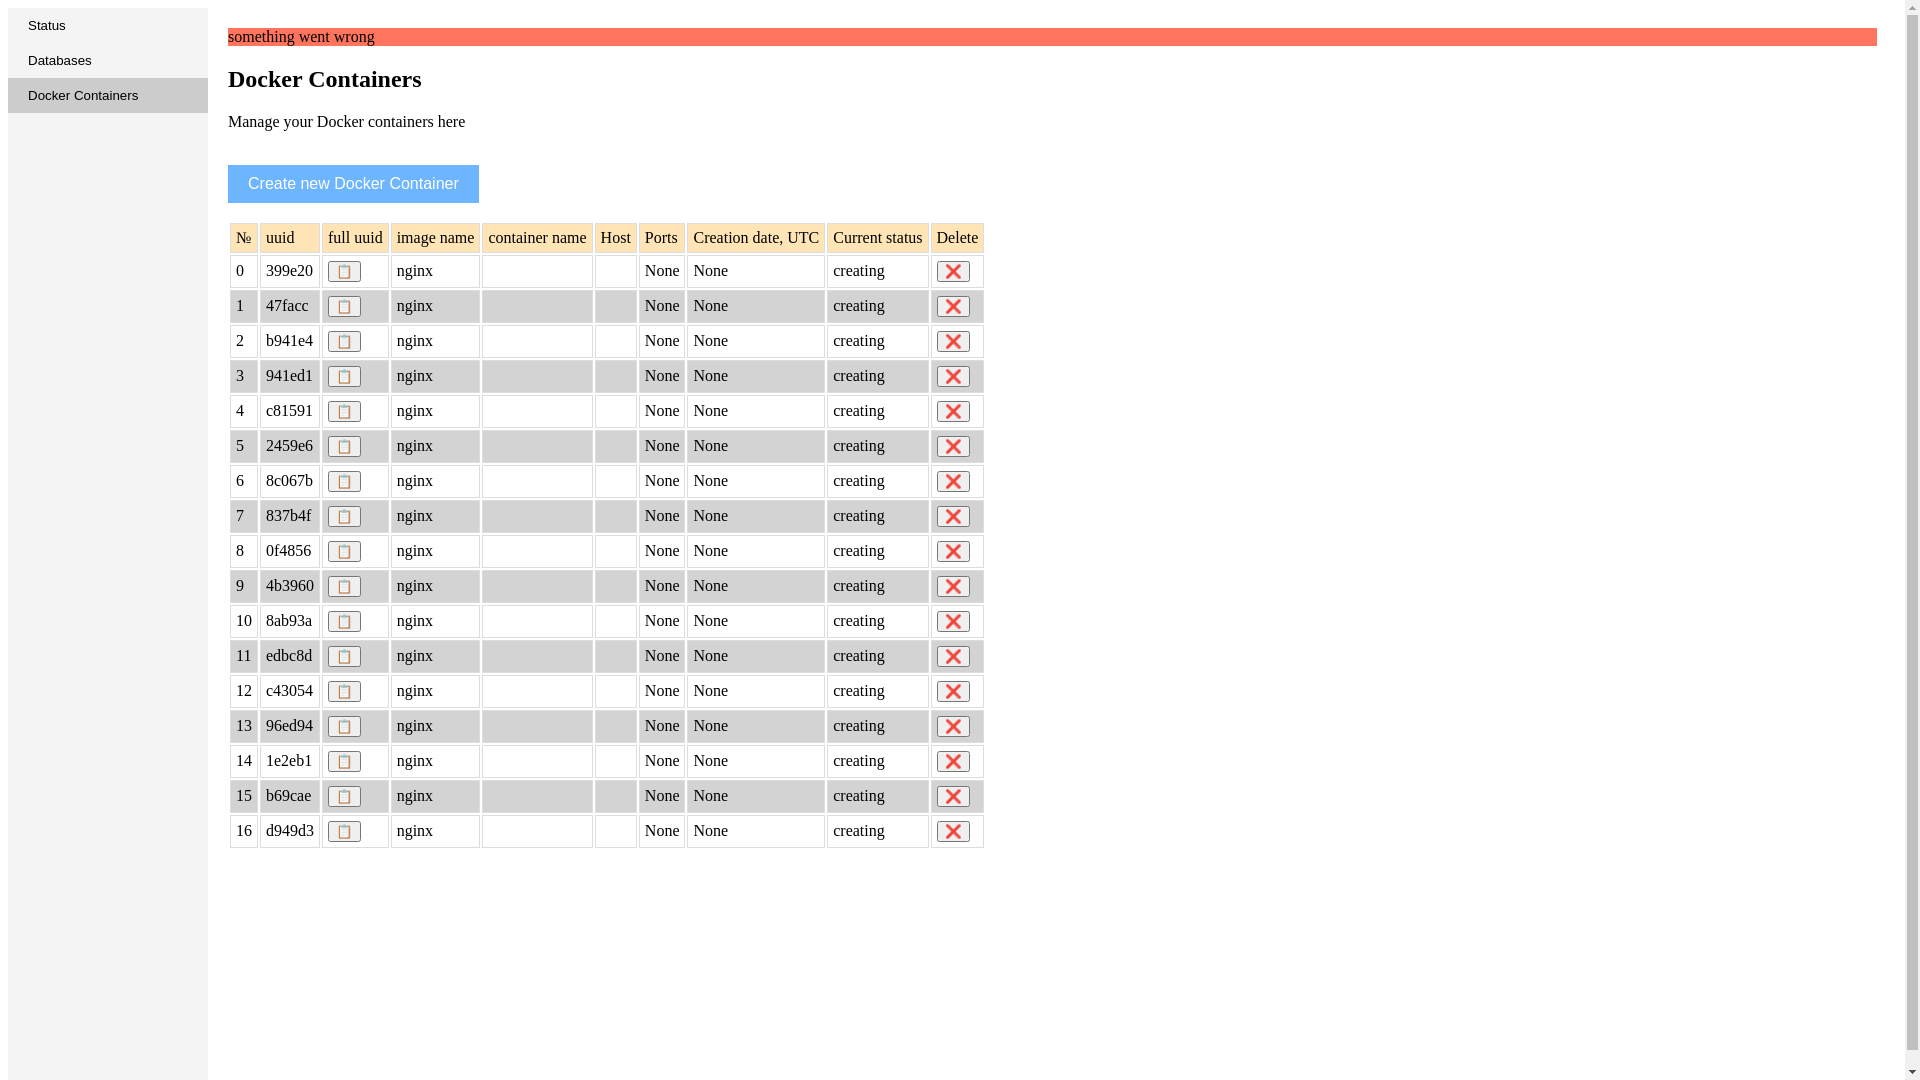 Status
Databases
Docker Containers
something went wrong
Docker Containers
Manage your Docker containers here
Create new Docker Container
№ uuid full uuid image name container name Host Ports Creation date, UTC Current status Delete
0 399e20 📋 nginx None None creating ❌
1 47facc 📋 nginx None None creating ❌
2 b941e4 📋 nginx None None creating ❌
3 941ed1 📋 nginx None None creating ❌
4 c81591 📋 nginx None None creating ❌
5 2459e6 📋 nginx None None creating ❌
6 8c067b 📋 nginx None None creating ❌
7 837b4f 📋 nginx None None creating ❌
8 0f4856 📋 nginx None None creating ❌
9 4b3960 📋 nginx None None creating ❌
10 8ab93a 📋 nginx None None creating ❌
11 edbc8d 📋 nginx None None creating ❌
12 c43054 📋 nginx None None creating ❌
13 96ed94 📋 nginx None None creating ❌
14 1e2eb1 📋 nginx None None creating ❌
15 b69cae 📋 nginx None None creating ❌
16 d949d3 📋 nginx None None creating ❌